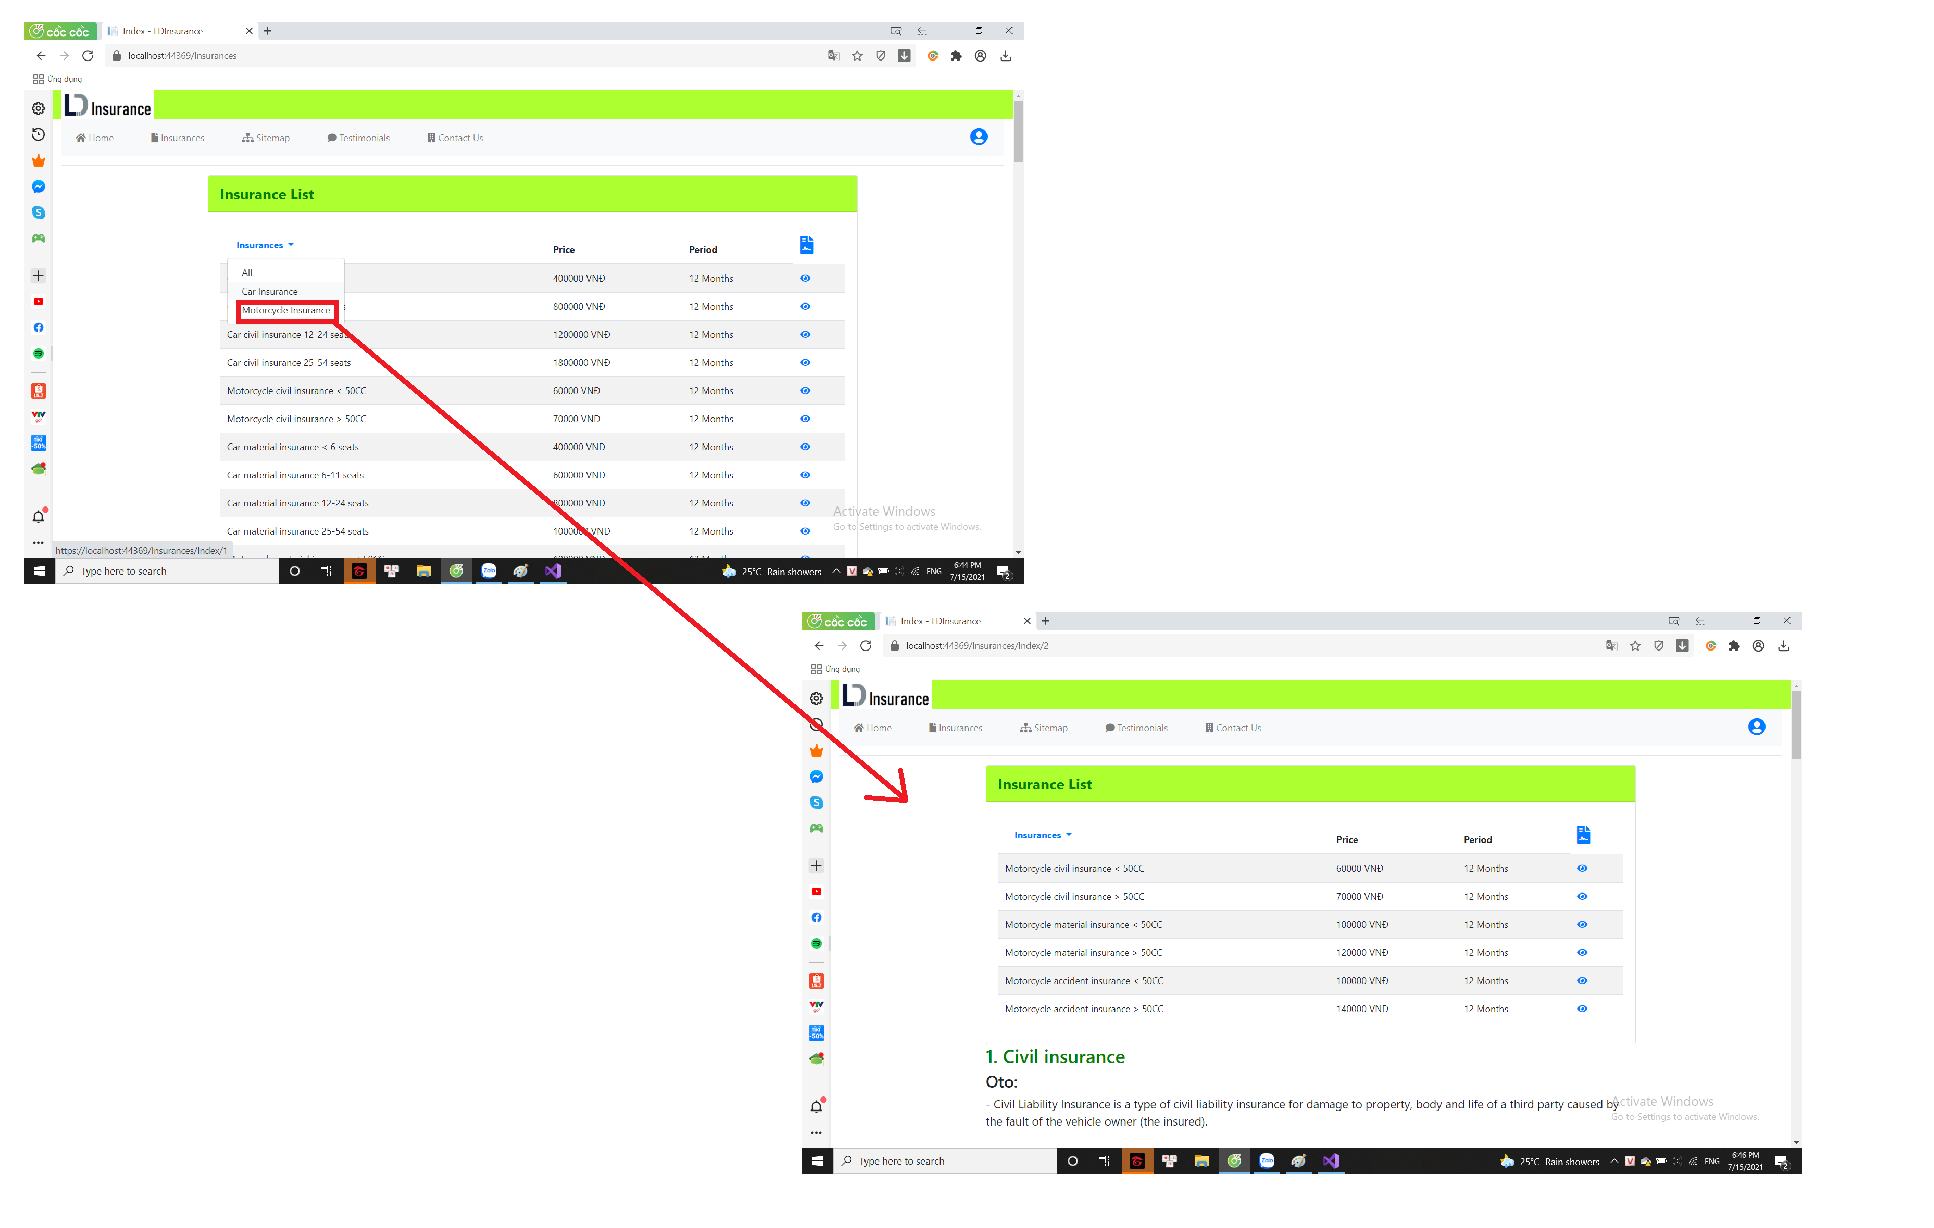 cốc cốc
Index - LDInsurance
localhost:44369/Insurances
Ứng dụng
LD Insurance
Home Insurances Sitemap Testimonials Contact Us
Insurance List
Insurances Price Period
All
400000 VNĐ 12 Months
Car Insurance
Motorcycle Insurance
800000 VNĐ 12 Months
Car civil insurance 12-24 seats 1200000 VNĐ 12 Months
Car civil insurance 25-54 seats 1800000 VNĐ 12 Months
Motorcycle civil insurance < 50CC 60000 VNĐ 12 Months
Motorcycle civil insurance > 50CC 70000 VNĐ 12 Months
Car material insurance < 6 seats 400000 VNĐ 12 Months
Car material insurance 6-11 seats 600000 VNĐ 12 Months
Car material insurance 12-24 seats 12 Months
Car material insurance 25-54 seats 1000000 VNĐ 12 Months
Activate Windows
Go to Settings to activate Windows.
https://localhost:44369/Insurances/Index/1
Type here to search
25°C Rain showers
ENG
6:44 PM
7/15/2021
cốc cốc
Index - LDInsurance
localhost:44369/Insurances/Index/2
Ứng dụng
LD Insurance
Home Insurances Sitemap Testimonials Contact Us
Insurance List
Insurances Price Period
Motorcycle civil insurance < 50CC 60000 VNĐ 12 Months
Motorcycle civil insurance > 50CC 70000 VNĐ 12 Months
Motorcycle material insurance < 50CC 100000 VNĐ 12 Months
Motorcycle material insurance > 50CC 120000 VNĐ 12 Months
Motorcycle accident insurance < 50CC 100000 VNĐ 12 Months
Motorcycle accident insurance > 50CC 140000 VNĐ 12 Months
1. Civil insurance
Oto:
- Civil Liability Insurance is a type of civil liability insurance for damage to property, body and life of a third party caused by
the fault of the vehicle owner (the insured).
Activate Windows
Go to Settings to activate Windows.
Type here to search
25°C Rain showers
ENG
6:46 PM
7/15/2021